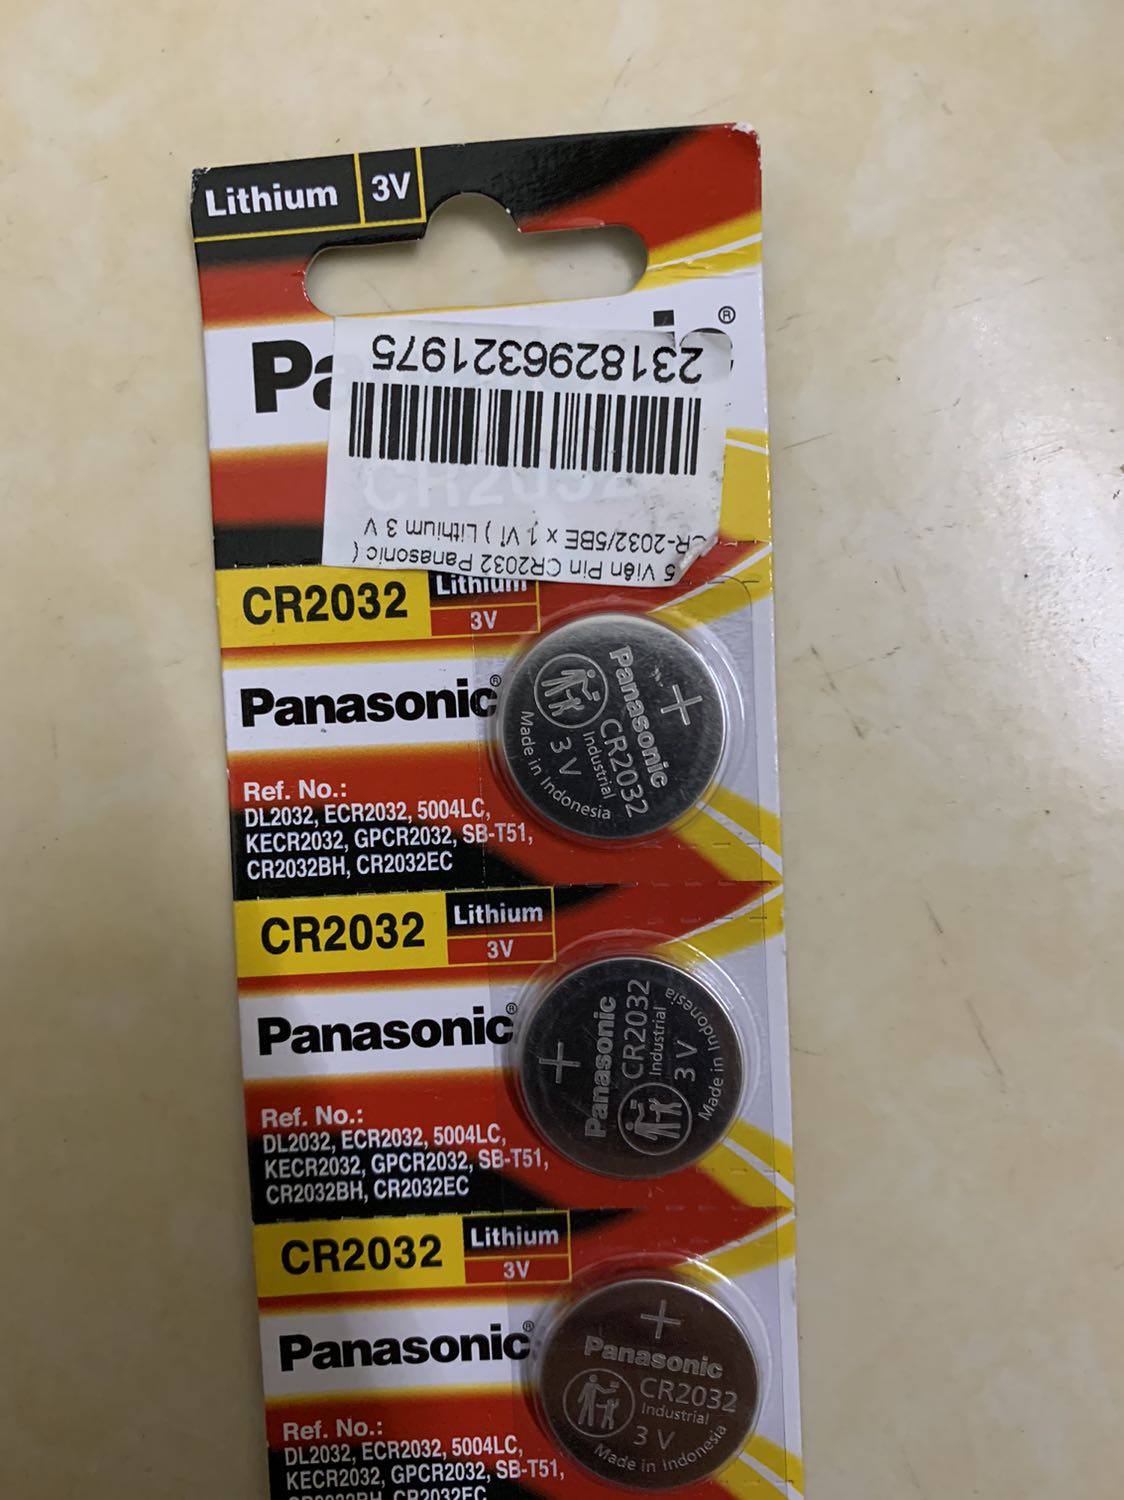 Lithium 3V
Pa ic®
2318296321975
CR2032
5 Viên Pin CR2032 Panasonic (
CR-2032/5BE x 1 Vỉ ) Lithium 3 V
CR2032 Lithium
3V
Panasonic®
Ref. No.:
DL2032, ECR2032, 5004LC,
KECR2032, GPCR2032, SB-T51,
CR2032BH, CR2032EC
+
Panasonic
CR2032
Industrial
3 V
Made in Indonesia
CR2032 Lithium
3V
Panasonic®
Ref. No.:
DL2032, ECR2032, 5004LC,
KECR2032, GPCR2032, SB-T51,
CR2032BH, CR2032EC
+
Panasonic
CR2032
Industrial
3 V
Made in Indonesia
CR2032 Lithium
3V
Panasonic®
Ref. No.:
DL2032, ECR2032, 5004LC,
KECR2032, GPCR2032, SB-T51,
CR2032BH, CR2032EC
+
Panasonic
CR2032
Industrial
3 V
Made in Indonesia